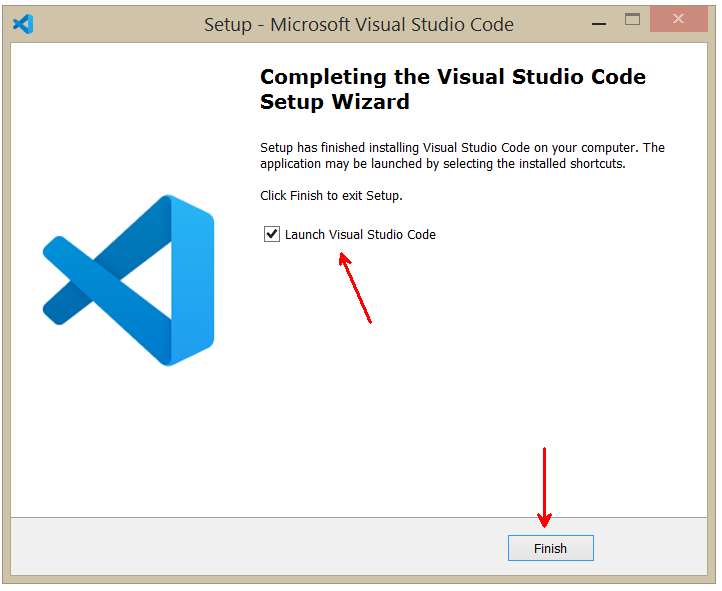 Setup - Microsoft Visual Studio Code
Completing the Visual Studio Code
Setup Wizard
Setup has finished installing Visual Studio Code on your computer. The
application may be launched by selecting the installed shortcuts.
Click Finish to exit Setup.
Launch Visual Studio Code
Finish